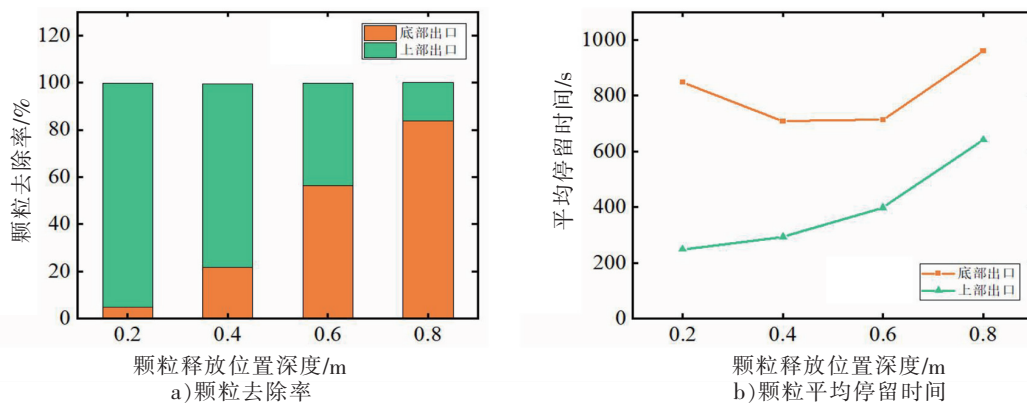 120
100
80
60
40
20
0
颗粒去除率/%
底部出口
上部出口
0.2 0.4 0.6 0.8
颗粒释放位置深度/m
a)颗粒去除率
1000
800
600
400
200
0
平均停留时间/s
底部出口
上部出口
0.2 0.4 0.6 0.8
颗粒释放位置深度/m
b)颗粒平均停留时间